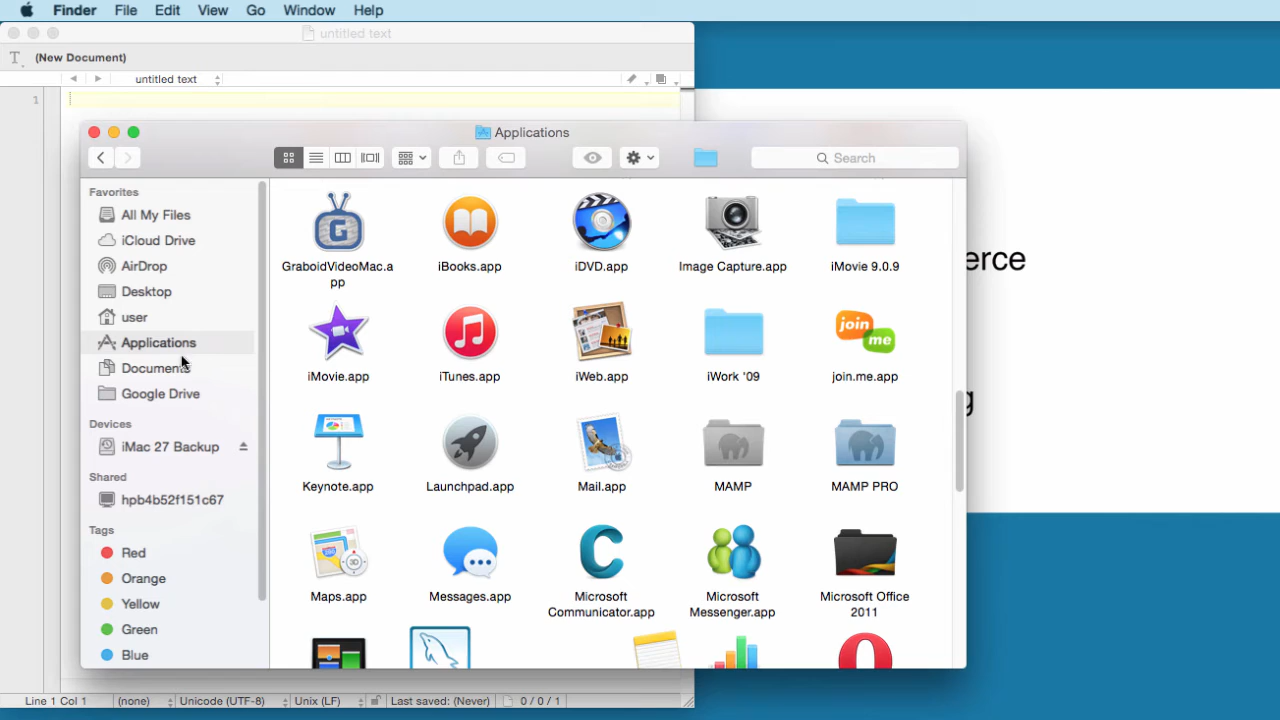 Finder File Edit View Go Window Help
untitled text
(New Document)
untitled text
1
Applications
Search
Favorites
All My Files
iCloud Drive
AirDrop
Desktop
user
Applications
Documents
Google Drive
Devices
iMac 27 Backup
Shared
hpb4b52f151c67
Tags
Red
Orange
Yellow
Green
Blue
G
GraboidVideoMac.a
pp
iBooks.app
iDVD.app
Image Capture.app
iMovie 9.0.9
iMovie.app
iTunes.app
iWeb.app
iWork '09
join
me
join.me.app
Keynote.app
Launchpad.app
Mail.app
MAMP
MAMP PRO
3D
Maps.app
Messages.app
Microsoft
Communicator.app
Microsoft
Messenger.app
Microsoft Office
2011
erce
g
Line 1 Col 1 (none) Unicode (UTF-8) Unix (LF) Last saved: (Never) 0 / 0 / 1